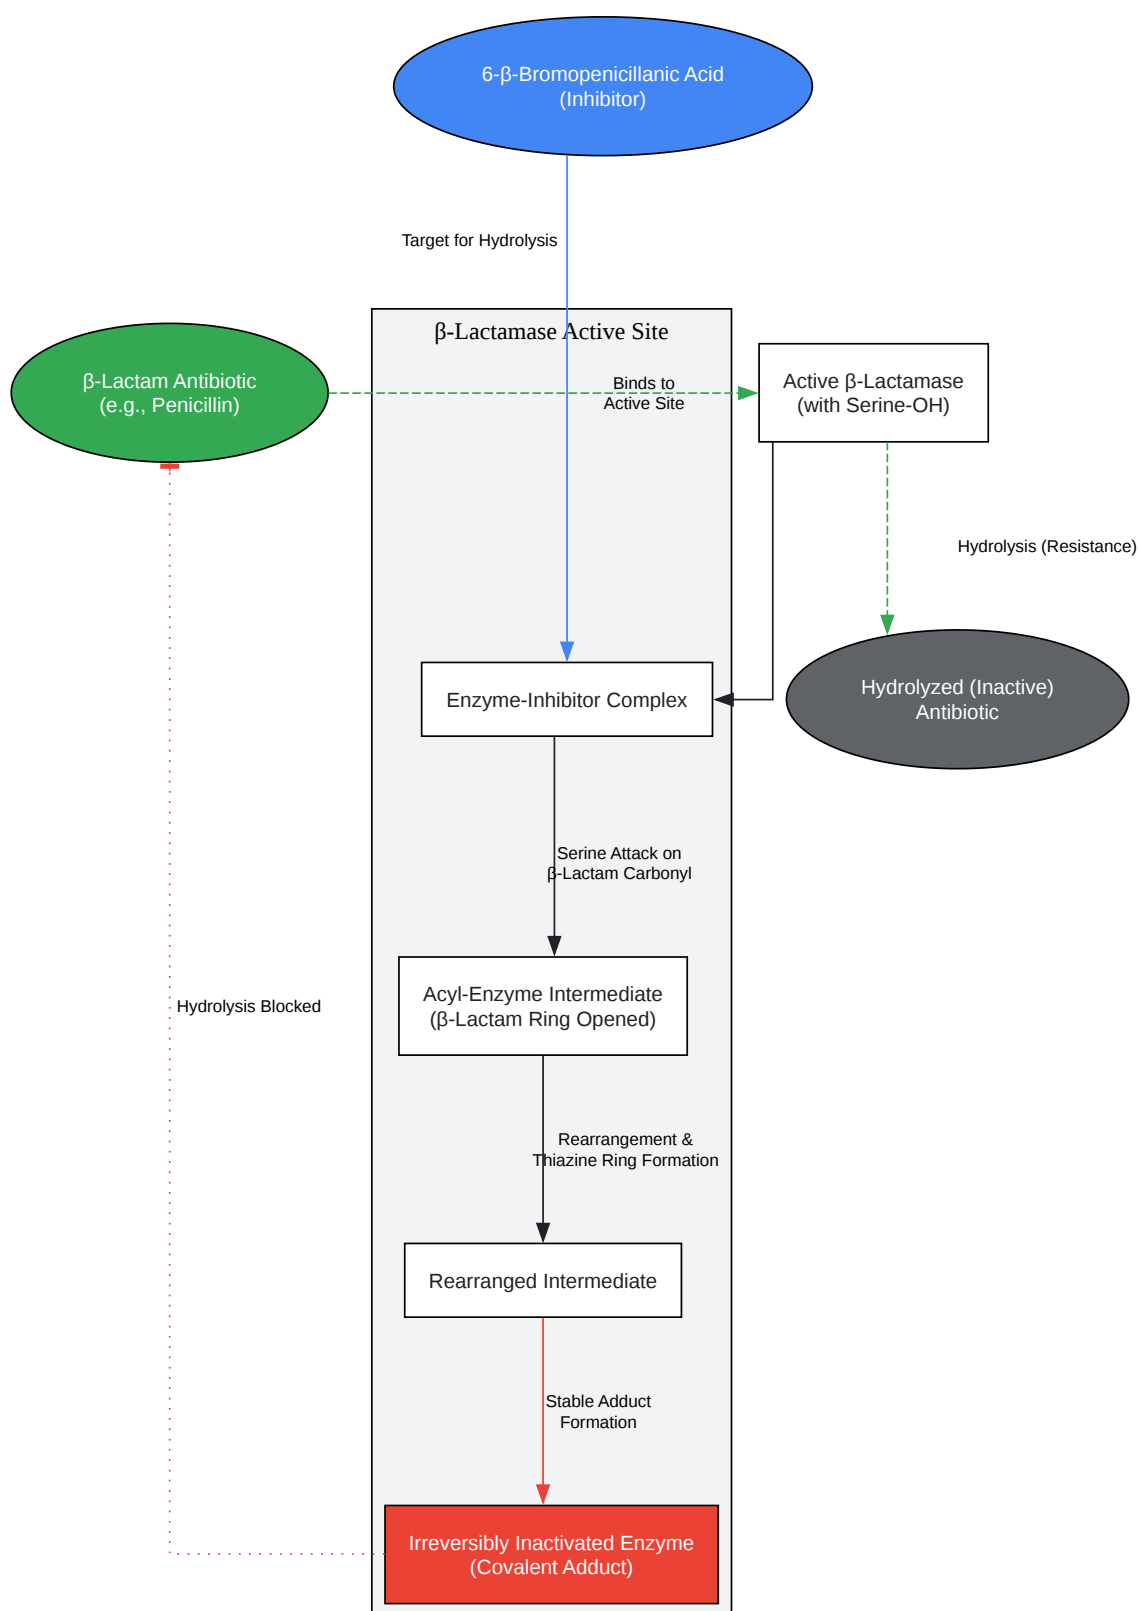 6-β-Bromopenicillanic Acid
(Inhibitor)
Target for Hydrolysis
β-Lactamase Active Site
β-Lactam Antibiotic
(e.g., Penicillin)
Binds to
Active Site
Active β-Lactamase
(with Serine-OH)
Hydrolysis (Resistance)
Enzyme-Inhibitor Complex
Hydrolyzed (Inactive)
Antibiotic
Serine Attack on
β-Lactam Carbonyl
Acyl-Enzyme Intermediate
(β-Lactam Ring Opened)
Hydrolysis Blocked
Rearrangement &
Thiazine Ring Formation
Rearranged Intermediate
Stable Adduct
Formation
Irreversibly Inactivated Enzyme
(Covalent Adduct)